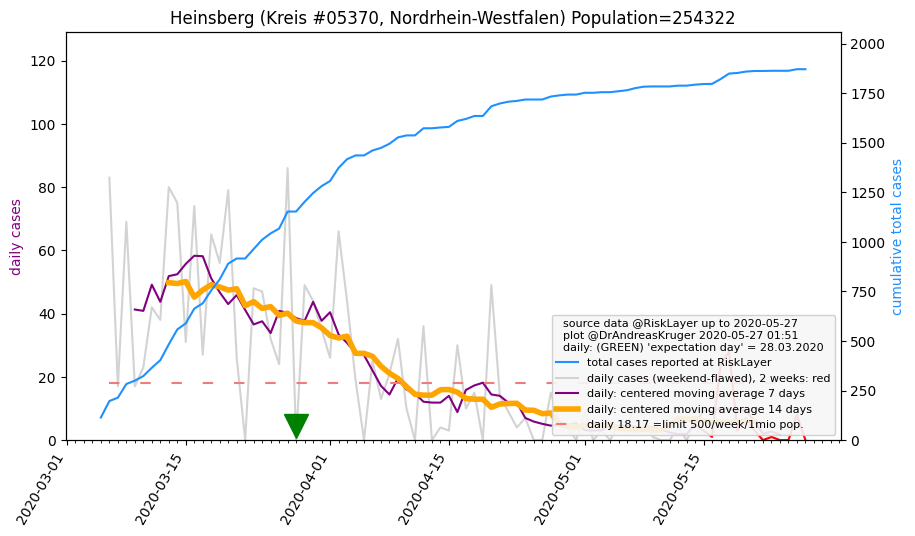 Heinsberg (Kreis #05370, Nordrhein-Westfalen) Population=254322
daily cases
120
100
80
60
40
20
0
2000
1750
1500
1250
1000
750
500
250
0
cumulative total cases
source data @RiskLayer up to 2020-05-27
plot @DrAndreasKruger 2020-05-27 01:51
daily: (GREEN) 'expectation day' = 28.03.2020
total cases reported at RiskLayer
daily cases (weekend-flawed), 2 weeks: red
daily: centered moving average 7 days
daily: centered moving average 14 days
daily 18.17 =limit 500/week/1mio pop.
2020-03-01
2020-03-15
2020-04-01
2020-04-15
2020-05-01
2020-05-15